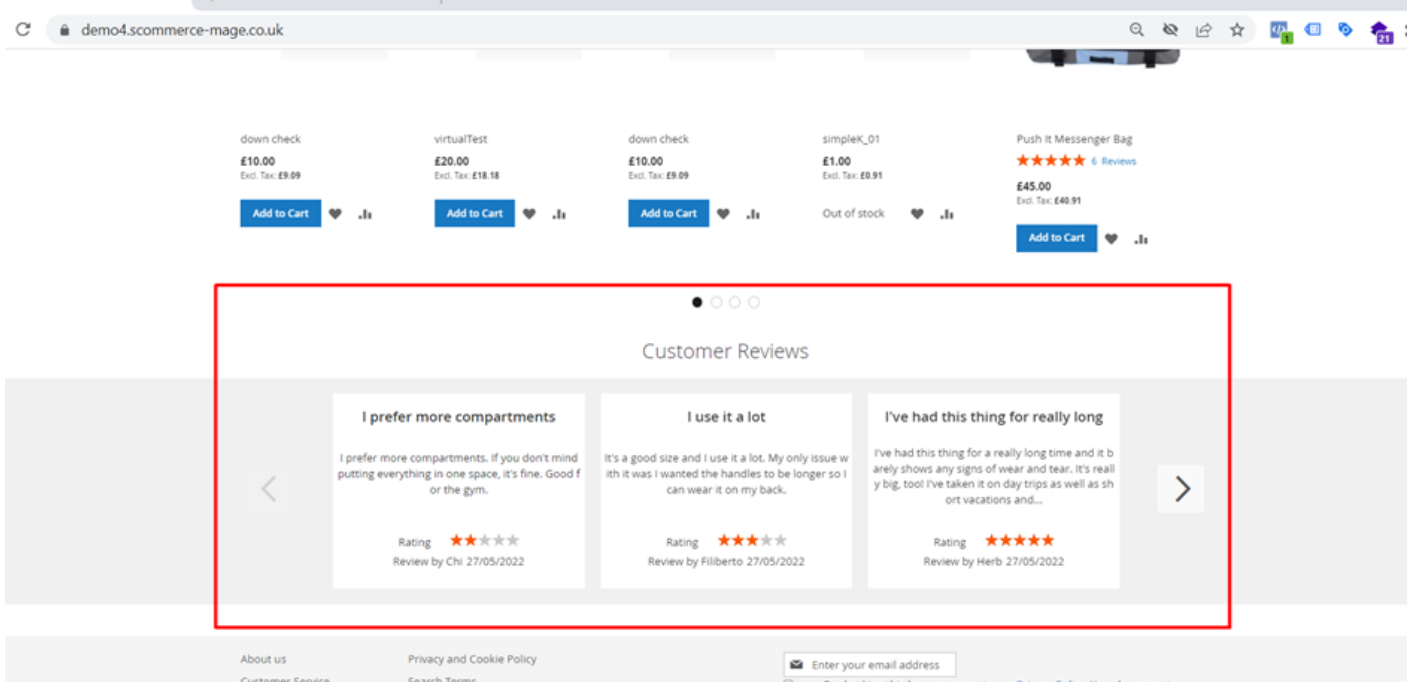 demo4.scommerce-mage.co.uk
1
21
down check
£10.00
Excl. Tax: £9.09
Add to Cart
virtualTest
£20.00
Excl. Tax: £18.18
Add to Cart
down check
£10.00
Excl. Tax: £9.09
Add to Cart
simpleK_01
£1.00
Excl. Tax: £0.91
Out of stock
Push It Messenger Bag
6 Reviews
£45.00
Excl. Tax: £40.91
Add to Cart
Customer Reviews
I prefer more compartments
I prefer more compartments. If you don't mind
putting everything in one space, it's fine. Good f
or the gym.
Rating
Review by Chi 27/05/2022
I use it a lot
It's a good size and I use it a lot. My only issue w
ith it was I wanted the handles to be longer so I
can wear it on my back.
Rating
Review by Filiberto 27/05/2022
I've had this thing for really long
I've had this thing for a really long time and it b
arely shows any signs of wear and tear. It's reall
y big, too! I've taken it on day trips as well as sh
ort vacations and...
Rating
Review by Herb 27/05/2022
About us
Customer Service
Privacy and Cookie Policy
Search Terms
Enter your email address